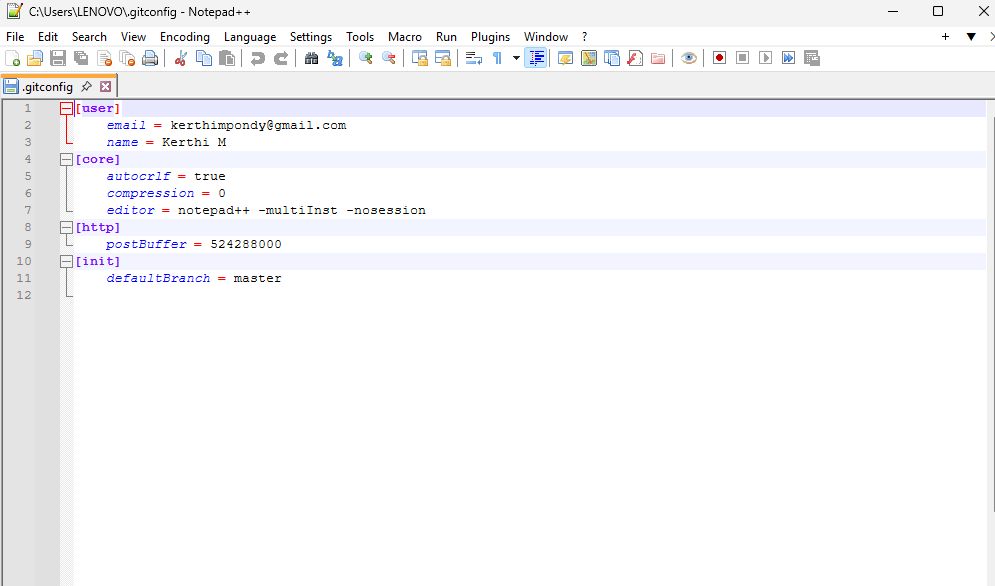 C:\Users\LENOVO\.gitconfig - Notepad++
File Edit Search View Encoding Language Settings Tools Macro Run Plugins Window ?
.gitconfig
1 [user]
2 email = kerthimpondy@gmail.com
3 name = Kerthi M
4 [core]
5 autocrlf = true
6 compression = 0
7 editor = notepad++ -multiInst -nosession
8 [http]
9 postBuffer = 524288000
10 [init]
11 defaultBranch = master
12